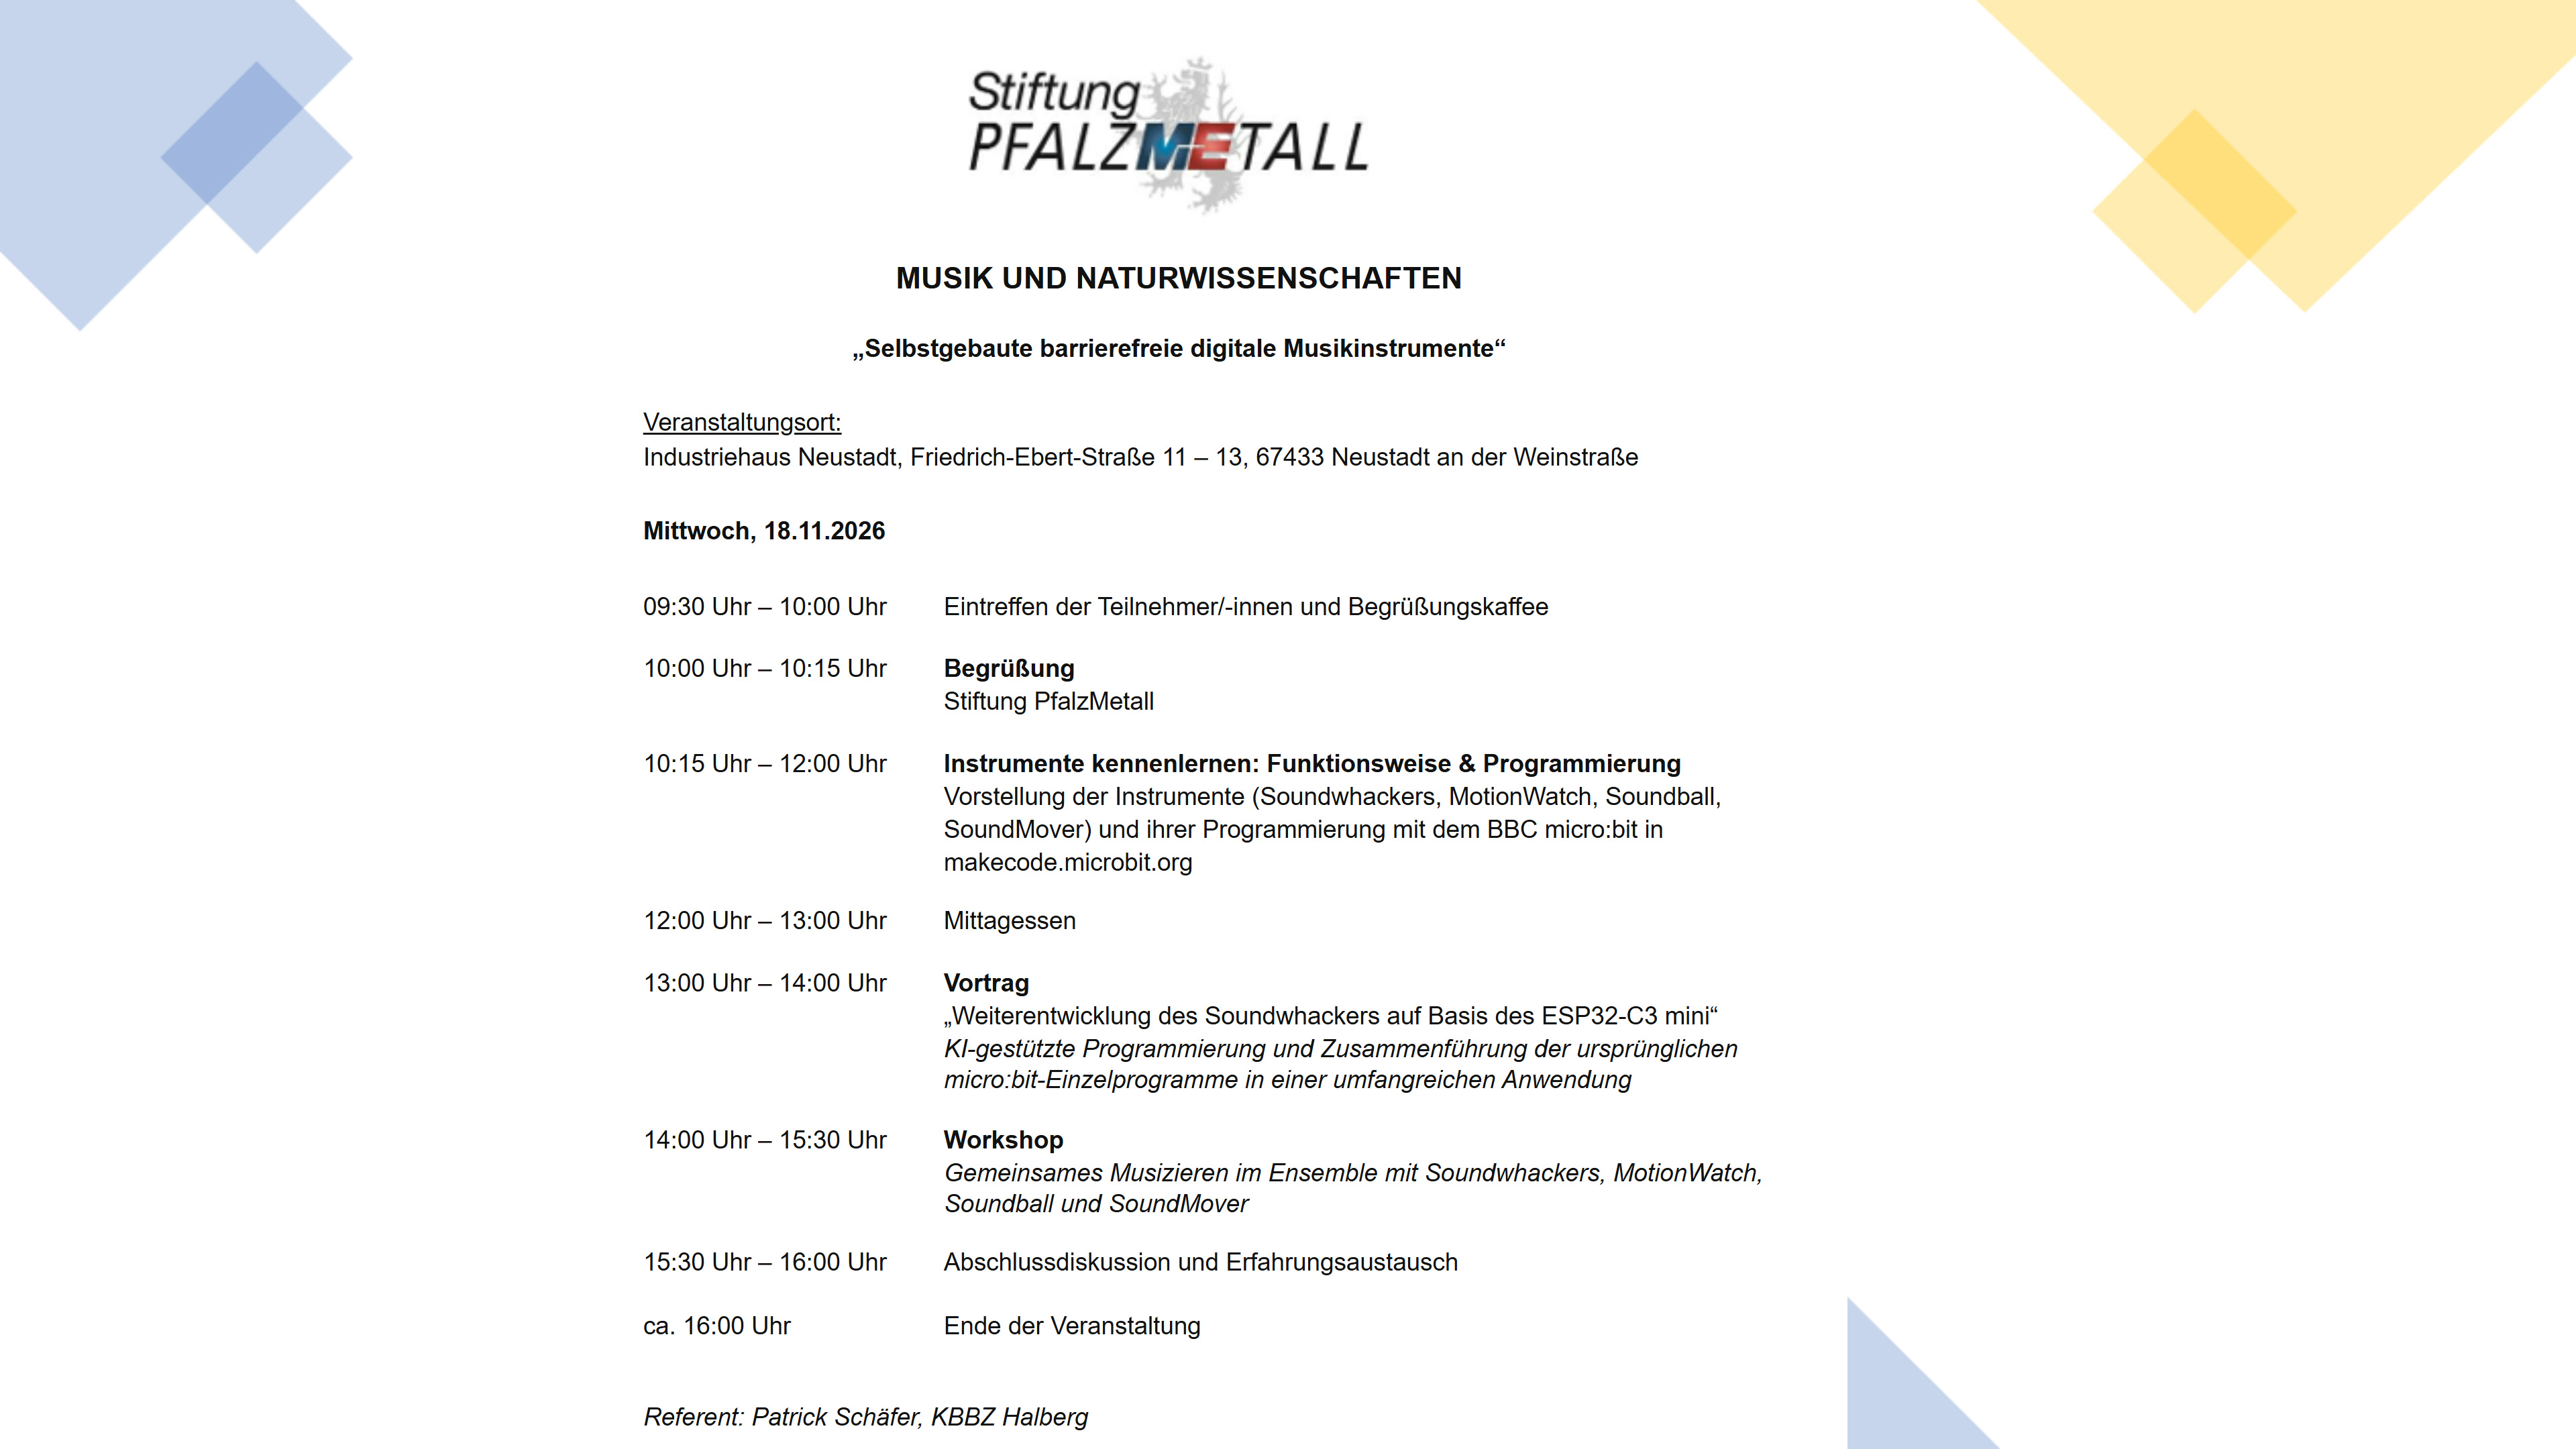 Stiftung
PFALZMETALL
MUSIK UND NATURWISSENSCHAFTEN
„Selbstgebaute barrierefreie digitale Musikinstrumente“
Veranstaltungsort:
Industriehaus Neustadt, Friedrich-Ebert-Straße 11 – 13, 67433 Neustadt an der Weinstraße
Mittwoch, 18.11.2026
09:30 Uhr – 10:00 Uhr Eintreffen der Teilnehmer/-innen und Begrüßungskaffee
10:00 Uhr – 10:15 Uhr Begrüßung
Stiftung PfalzMetall
10:15 Uhr – 12:00 Uhr Instrumente kennenlernen: Funktionsweise & Programmierung
Vorstellung der Instrumente (Soundwhackers, MotionWatch, Soundball,
SoundMover) und ihrer Programmierung mit dem BBC micro:bit in
makecode.microbit.org
12:00 Uhr – 13:00 Uhr Mittagessen
13:00 Uhr – 14:00 Uhr Vortrag
„Weiterentwicklung des Soundwhackers auf Basis des ESP32-C3 mini“
KI-gestützte Programmierung und Zusammenführung der ursprünglichen
micro:bit-Einzelprogramme in einer umfangreichen Anwendung
14:00 Uhr – 15:30 Uhr Workshop
Gemeinsames Musizieren im Ensemble mit Soundwhackers, MotionWatch,
Soundball und SoundMover
15:30 Uhr – 16:00 Uhr Abschlussdiskussion und Erfahrungsaustausch
ca. 16:00 Uhr Ende der Veranstaltung
Referent: Patrick Schäfer, KBBZ Halberg